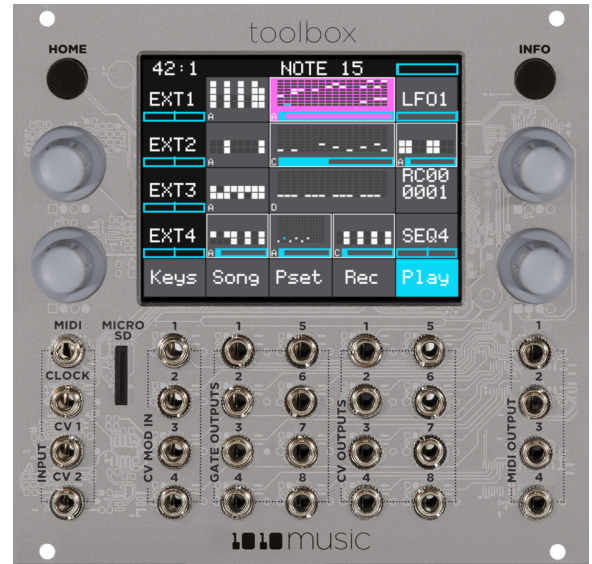 toolbox
HOME
INFO
42:1 NOTE 15
EXT1 A A LFO1
EXT2 C A
EXT3 A D RC00 0001
EXT4 A A C SEQ4
Keys Song Pset Rec Play
MIDI MICRO SD 1 1 5 1 5 1
CLOCK 2 2 6 2 6 2
CV 1 3 3 7 3 7 3
CV 2 4 4 8 4 8 4
INPUT
CV MOD IN
GATE OUTPUTS
CV OUTPUTS
MIDI OUTPUT
1010music